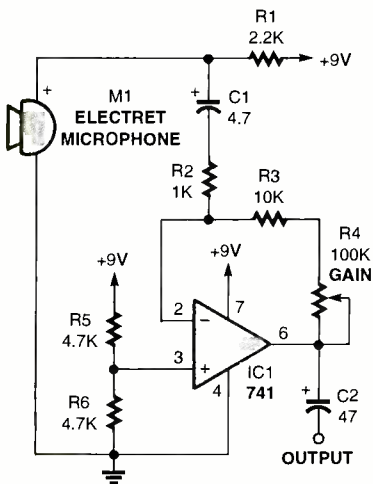 R1
2.2K
+9V
+
M1
ELECTRET
MICROPHONE
+
C1
4.7
R2
1K
R3
10K
R4
100K
GAIN
+9V
+9V
R5
4.7K
2
−
7
6
3
+
4
IC1
741
R6
4.7K
+
C2
47
OUTPUT